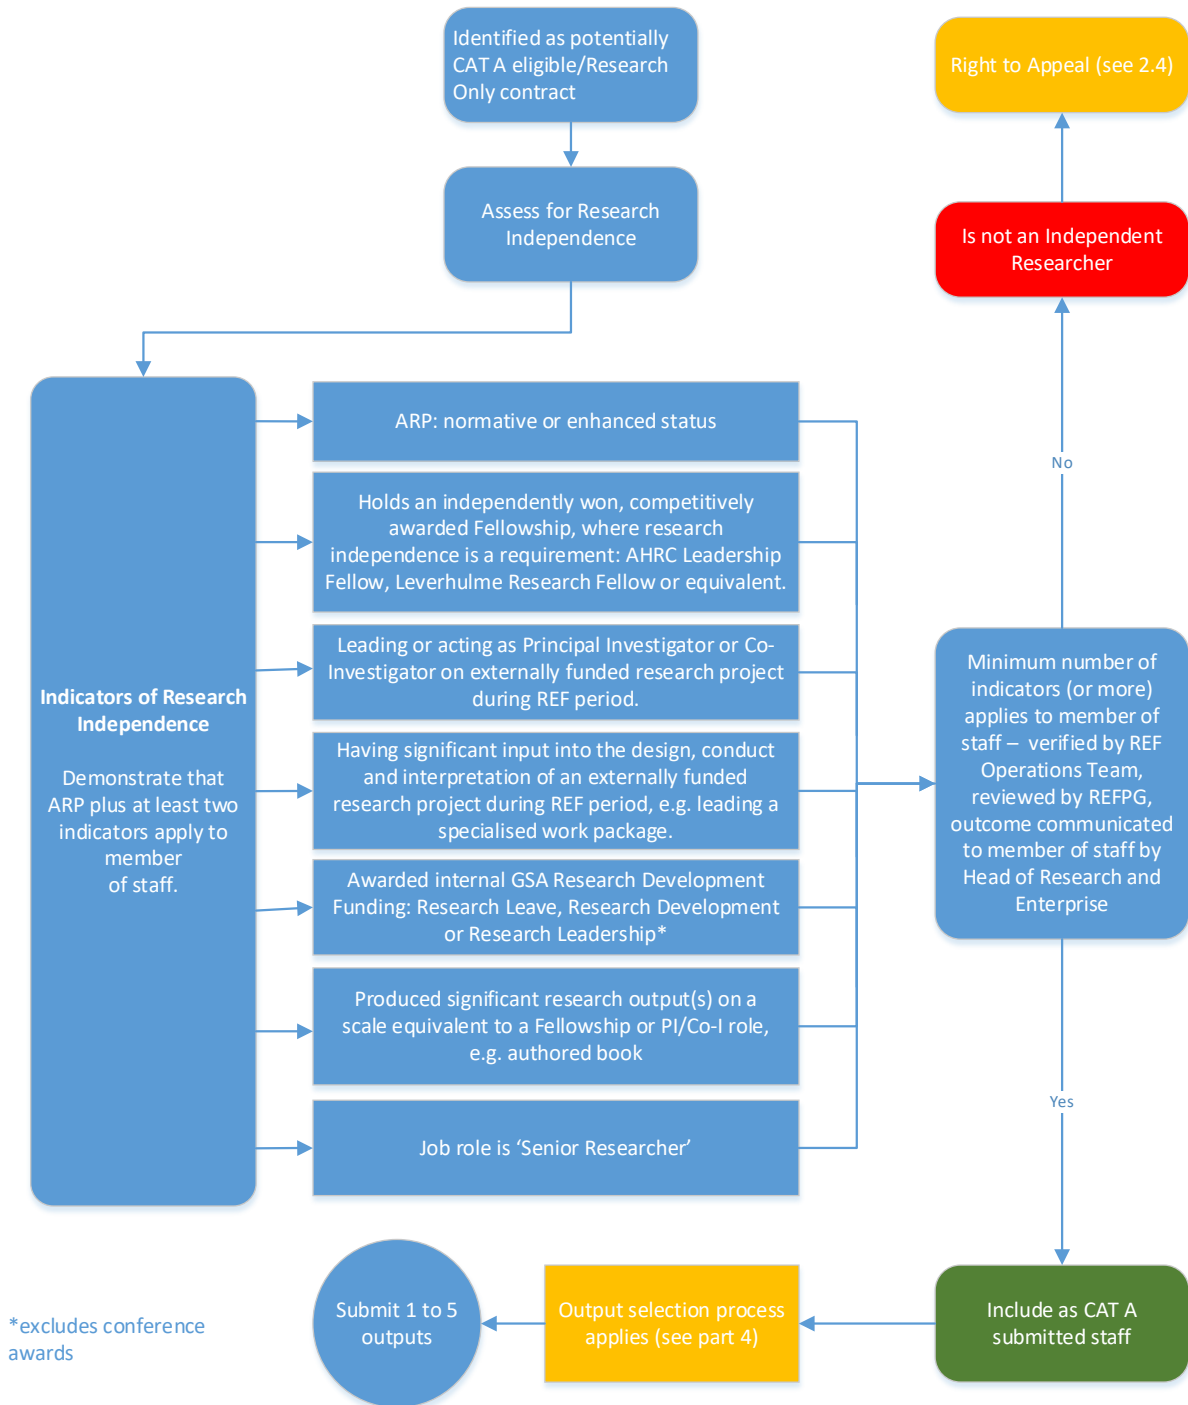 Identified as potentially
CAT A eligible/Research
Only contract
Right to Appeal (see 2.4)
Assess for Research
Independence
Is not an Independent
Researcher
No
Indicators of Research
Independence
Demonstrate that
ARP plus at least two
indicators apply to
member
of staff.
ARP: normative or enhanced status
Holds an independently won, competitively
awarded Fellowship, where research
independence is a requirement: AHRC Leadership
Fellow, Leverhulme Research Fellow or equivalent.
Leading or acting as Principal Investigator or Co-
Investigator on externally funded research project
during REF period.
Having significant input into the design, conduct
and interpretation of an externally funded
research project during REF period, e.g. leading a
specialised work package.
Awarded internal GSA Research Development
Funding: Research Leave, Research Development
or Research Leadership*
Produced significant research output(s) on a
scale equivalent to a Fellowship or PI/Co-I role,
e.g. authored book
Job role is ‘Senior Researcher’
Minimum number of
indicators (or more)
applies to member of
staff – verified by REF
Operations Team,
reviewed by REFPG,
outcome communicated
to member of staff by
Head of Research and
Enterprise
Yes
Include as CAT A
submitted staff
Output selection process
applies (see part 4)
Submit 1 to 5
outputs
*excludes conference
awards